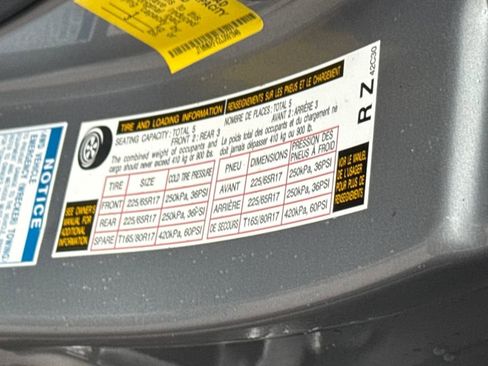 CAPACITY
NOTICE
TIRE AND LOADING INFORMATION
RENSEIGNEMENTS SUR LES PNEUS ET LE CHARGEMENT
SEATING CAPACITY: TOTAL 5
FRONT 2: REAR 3
NOMBRE DE PLACES: TOTAL 5
AVANT 2: ARRIÈRE 3
The combined weight of occupants and
cargo should never exceed 410 kg or 900 lb.
Le poids total des occupants et du chargement né
doit jamais dépasser 410 kg ou 900 lb.
TIRE SIZE COLD TIRE PRESSURE
FRONT 225/65R17 250kPa, 36PSI
REAR 225/65R17 250kPa, 36PSI
SPARE T165/80R17 420kPa, 60PSI
PNEU DIMENSIONS PRESSION DES
PNEUS À FROID
AVANT 225/65R17 250kPa, 36PSI
ARRIÈRE 225/65R17 250kPa, 36PSI
DE SECOURS T165/80R17 420kPa, 60PSI
SEE OWNER'S
MANUAL FOR
ADDITIONAL
INFORMATION
VOIR LE MANUEL
DE L'USAGER
POUR PLUS DE
RENSEIGNEMENTS
R Z 42C30